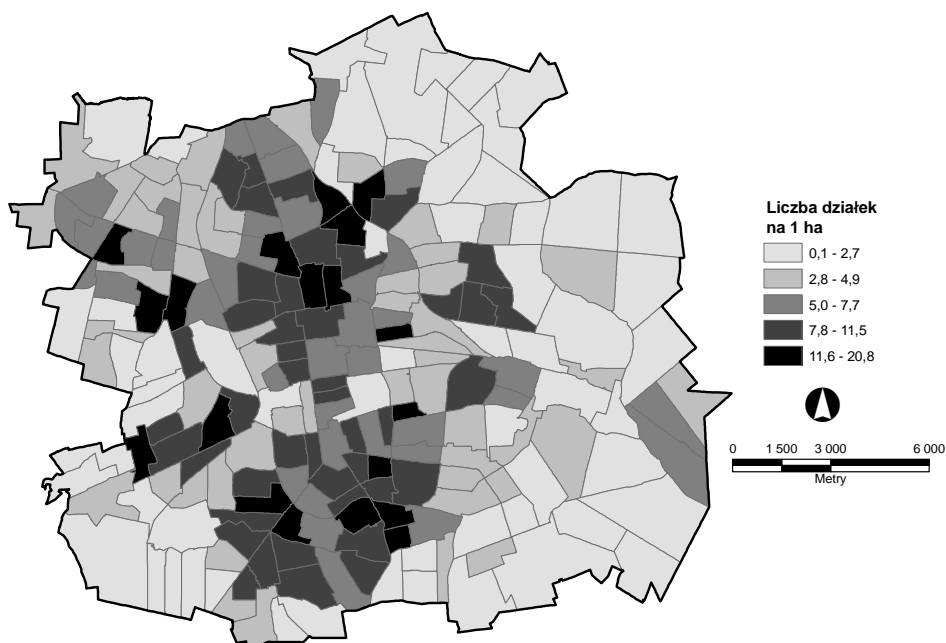 Liczba działek
na 1 ha
0,1 - 2,7
2,8 - 4,9
5,0 - 7,7
7,8 - 11,5
11,6 - 20,8
0 1 500 3 000 6 000
Metry